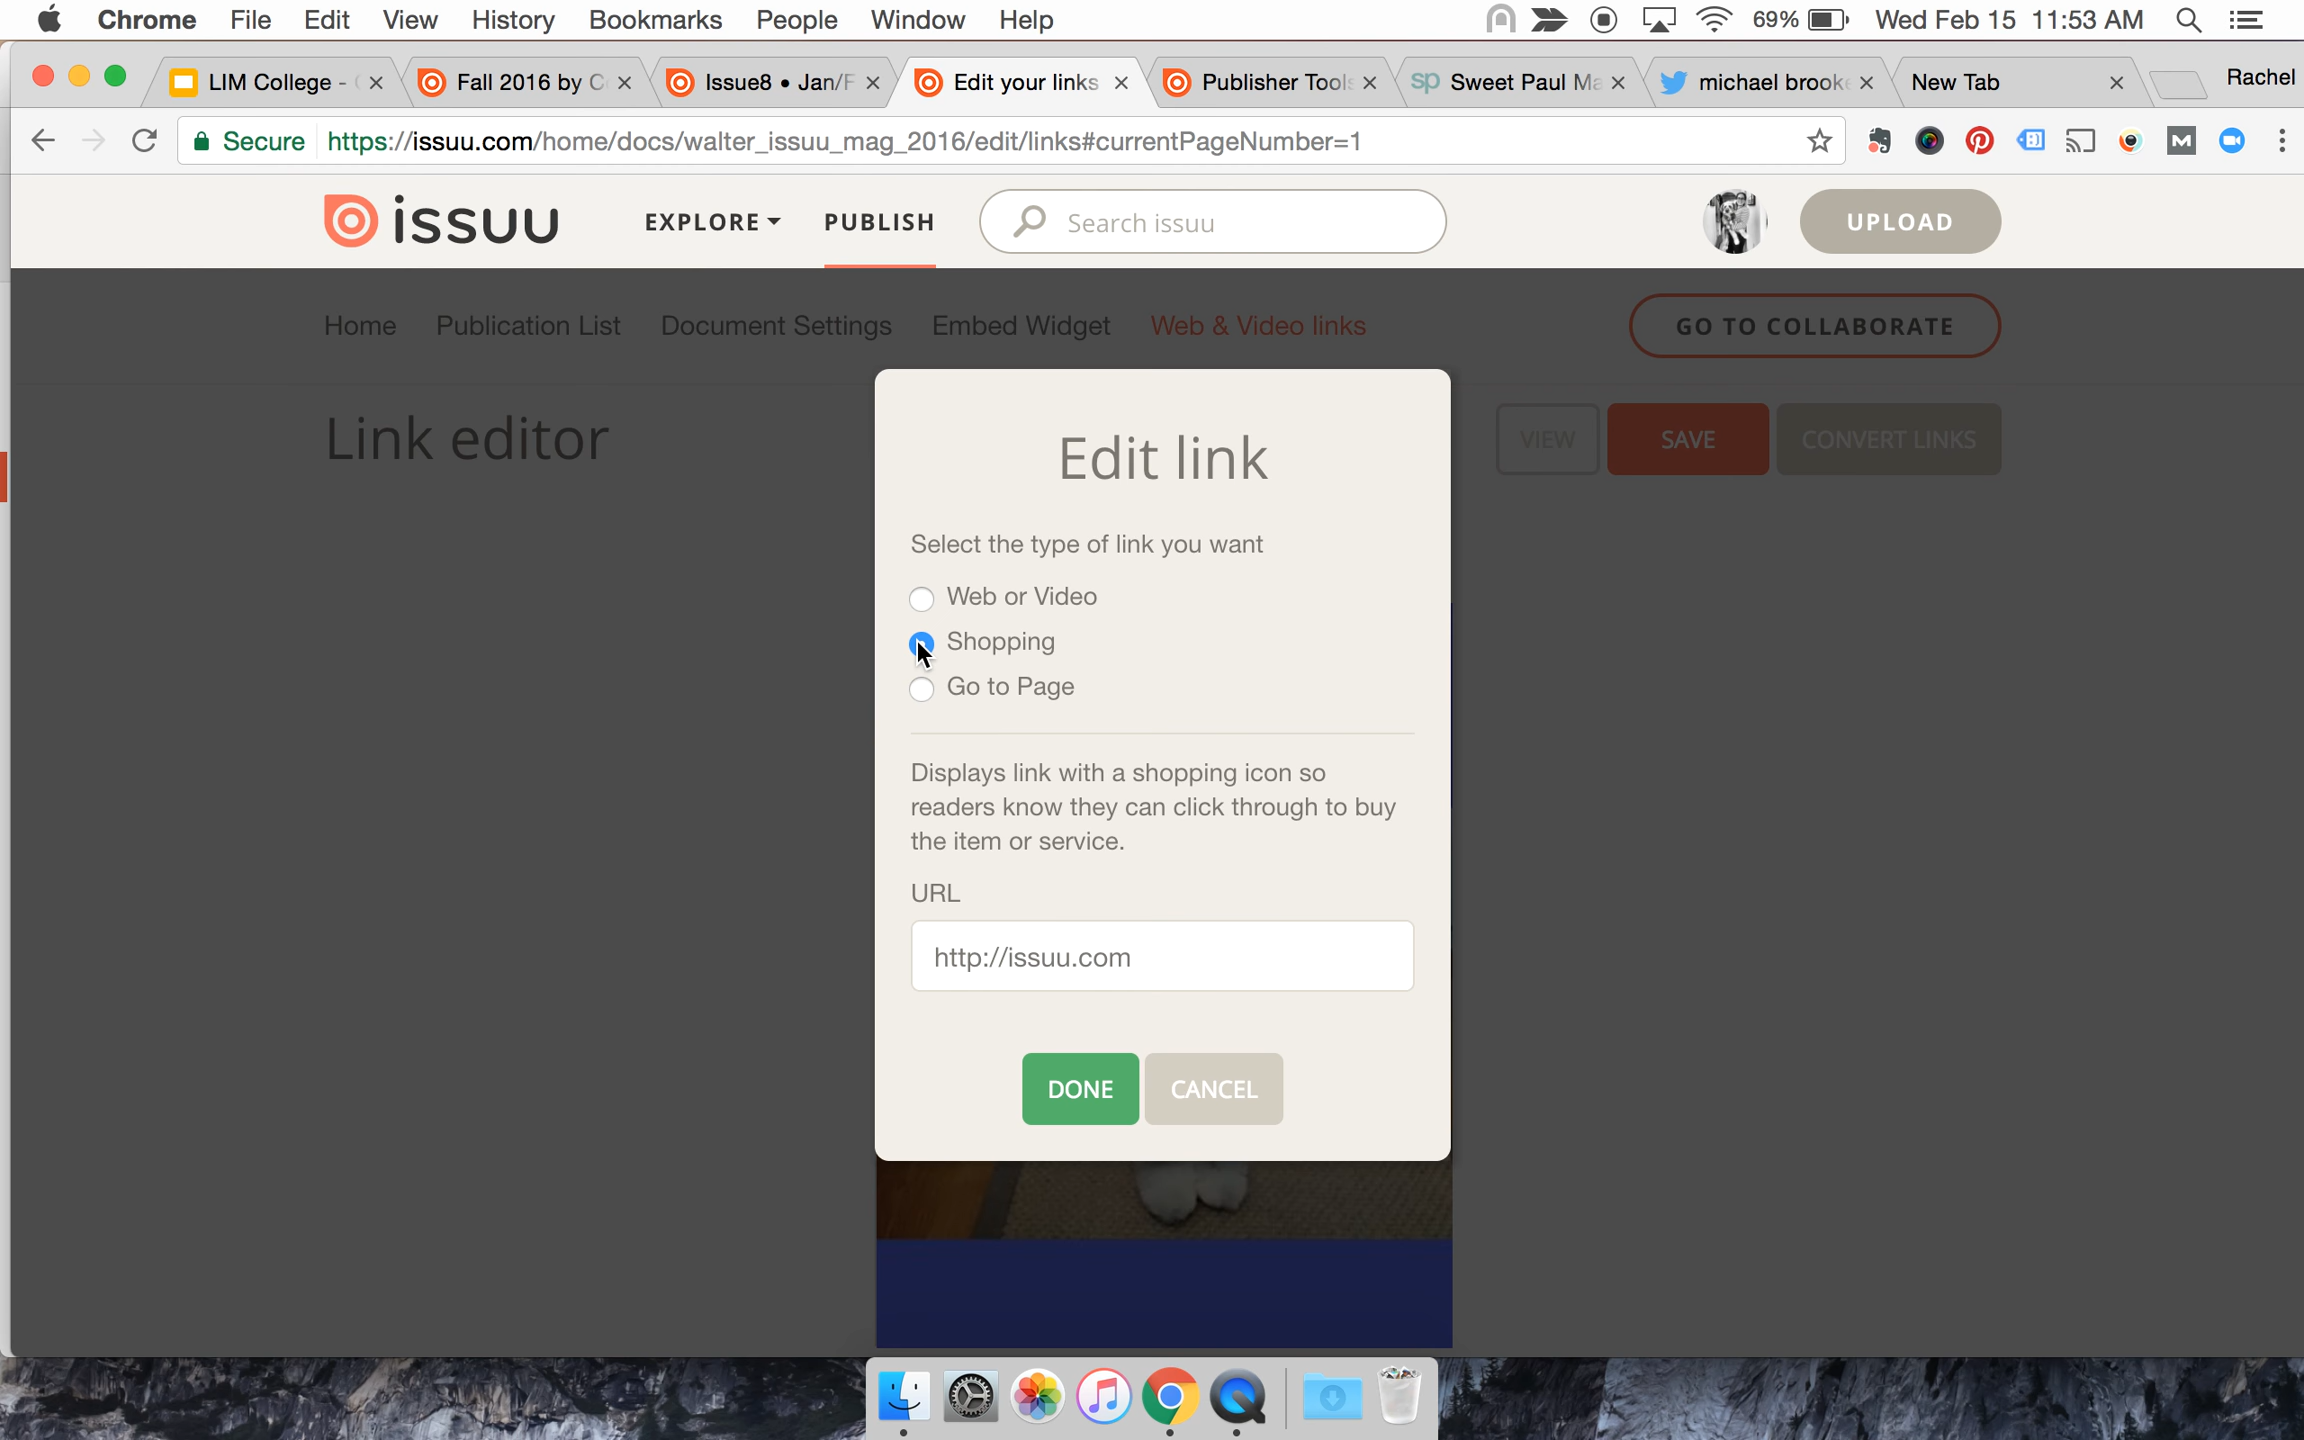 Chrome File Edit View History Bookmarks People Window Help 69% Wed Feb 15 11:53 AM
LIM College - Fall 2016 by C Issue8 • Jan/F Edit your links Publisher Tools Sweet Paul Ma michael brooke New Tab Rachel
Secure https://issuu.com/home/docs/walter_issuu_mag_2016/edit/links#currentPageNumber=1
issuu EXPLORE PUBLISH Search issuu UPLOAD
Home Publication List Document Settings Embed Widget Web & Video links GO TO COLLABORATE
Link editor VIEW SAVE CONVERT LINKS
Edit link
Select the type of link you want
Web or Video
Shopping
Go to Page
Displays link with a shopping icon so
readers know they can click through to buy
the item or service.
URL
http://issuu.com
DONE CANCEL